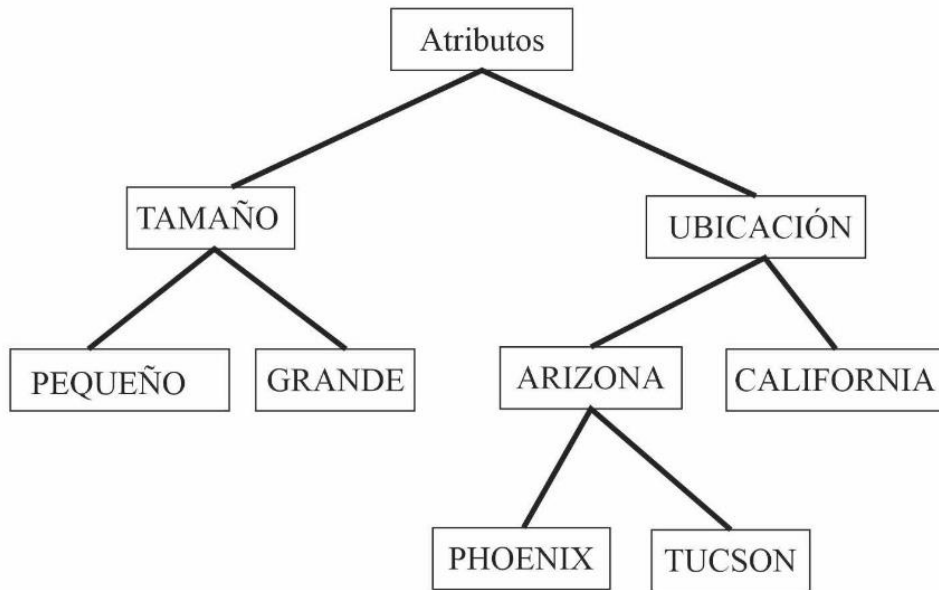 Atributos
TAMAÑO
UBICACIÓN
PEQUEÑO
GRANDE
ARIZONA
CALIFORNIA
PHOENIX
TUCSON